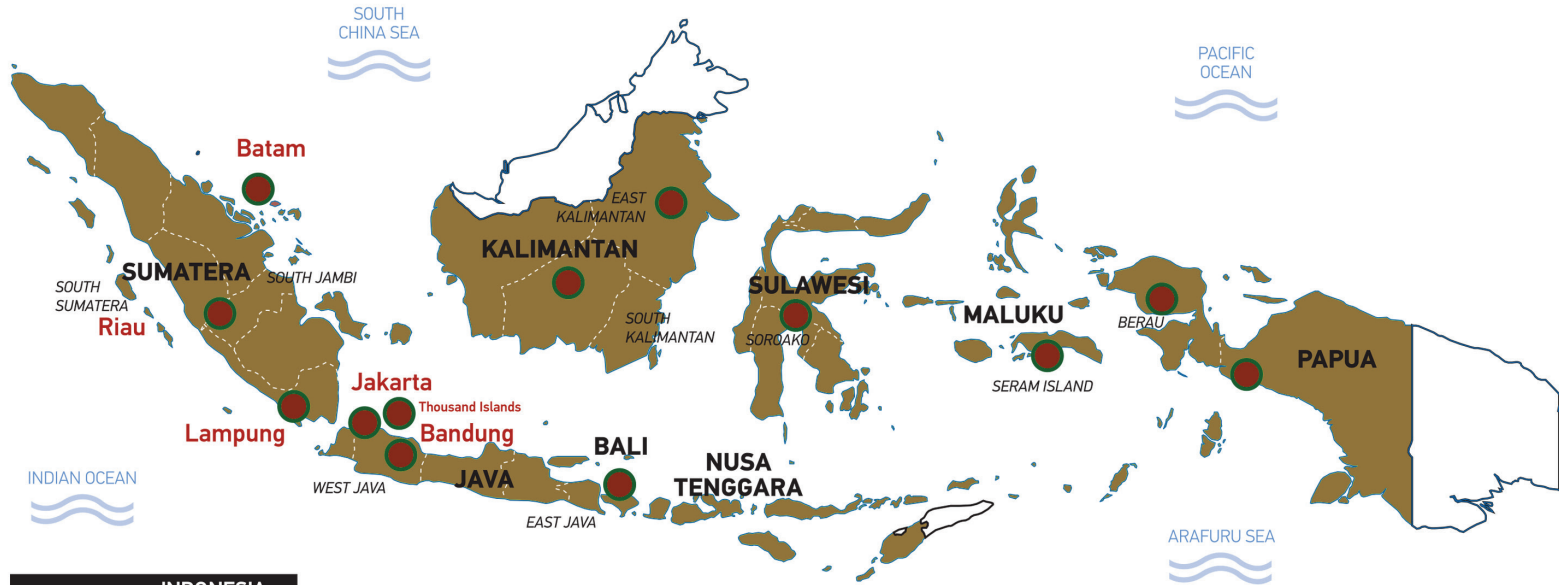 SOUTH
CHINA SEA
PACIFIC
OCEAN
Batam
EAST
KALIMANTAN
KALIMANTAN
SUMATERA
SOUTH JAMBI
SOUTH
SUMATERA
Riau
SULAWESI
SOROAKO
SOUTH
KALIMANTAN
MALUKU
BERAU
SERAM ISLAND
PAPUA
Jakarta
Thousand Islands
Lampung
Bandung
BALI
NUSA
TENGGARA
INDIAN OCEAN
WEST JAVA
JAVA
EAST JAVA
ARAFURU SEA
INDONESIA